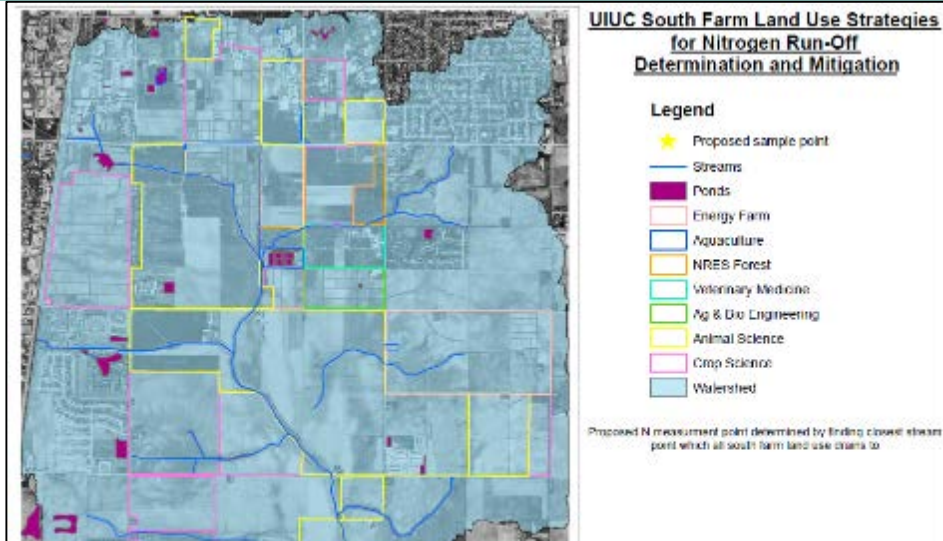 UIUC South Farm Land Use Strategies
for Nitrogen Run-Off
Determination and Mitigation
Legend
Proposed sample point
Streams
Ponds
Energy Farm
Aquaculture
NRES Forest
Veterinary Medicine
Ag & Bio Engineering
Animal Science
Crop Science
Watershed
Proposed N measurment point determined by finding closest stream
point which all south farm land use drains to